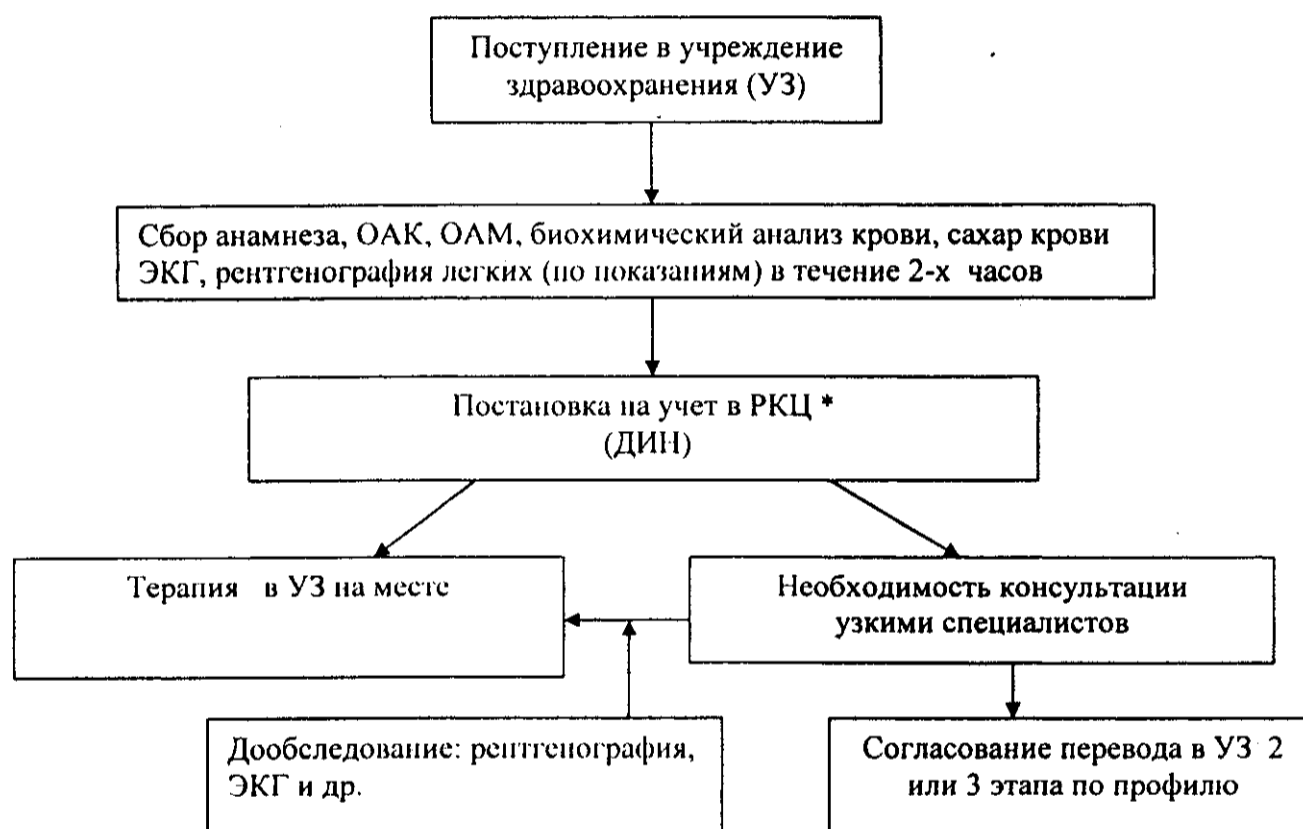 Поступление в учреждение
здравоохранения (УЗ)
Сбор анамнеза, ОАК, ОАМ, биохимический анализ крови, сахар крови
ЭКГ, рентгенография легких (по показаниям) в течение 2-х часов
Постановка на учет в РКЦ *
(ДИН)
Терапия в УЗ на месте
Необходимость консультации
узкими специалистов
Дообследование: рентгенография,
ЭКГ и др.
Согласование перевода в УЗ 2
или 3 этапа по профилю